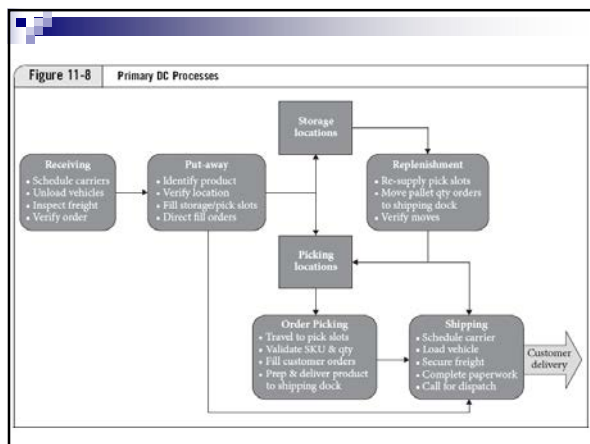 Figure 11-8
Primary DC Processes
Storage
locations
Receiving
• Schedule carriers
• Unload vehicles
• Inspect freight
• Verify order
Put-away
• Identify product
• Verify location
• Fill storage/pick slots
• Direct fill orders
Replenishment
• Re-supply pick slots
• Move pallet qty orders
to shipping dock
• Verify moves
Picking
locations
Order Picking
• Travel to pick slots
• Validate SKU & qty
• Fill customer orders
• Prep & deliver product
to shipping dock
Shipping
• Schedule carrier
• Load vehicle
• Secure freight
• Complete paperwork
• Call for dispatch
Customer
delivery